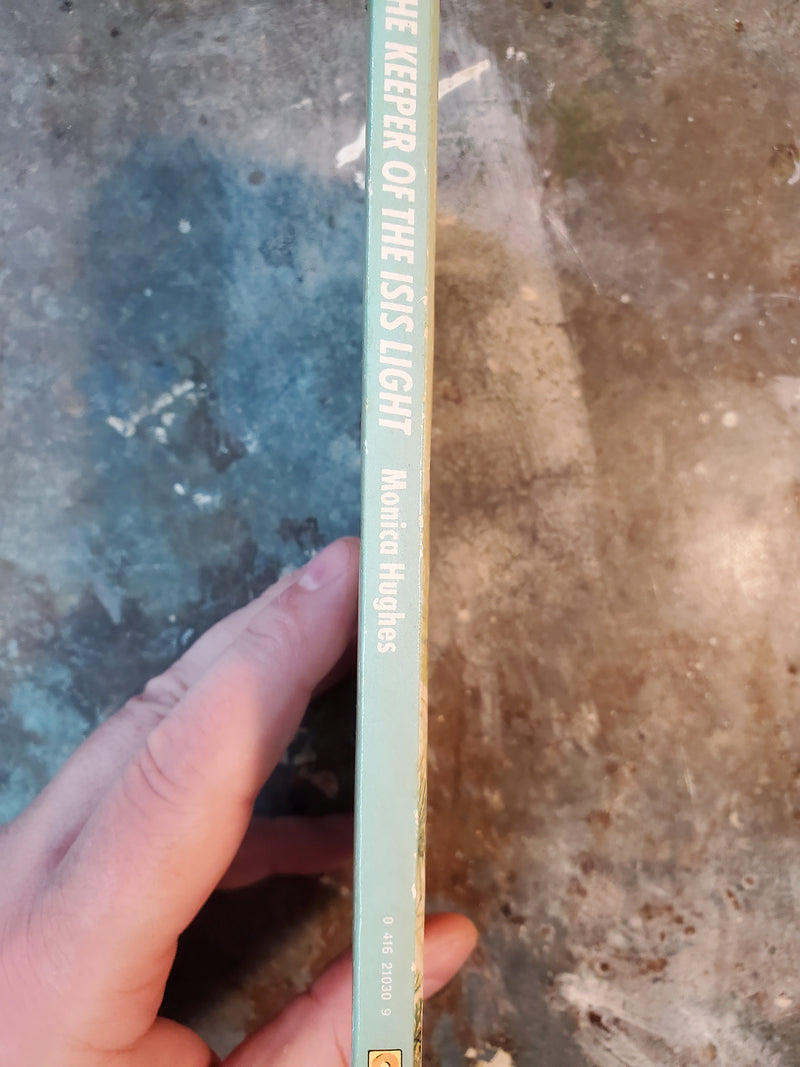 HE KEEPER OF THE ISIS LIGHT Monica Hughes 0 416 21030 9